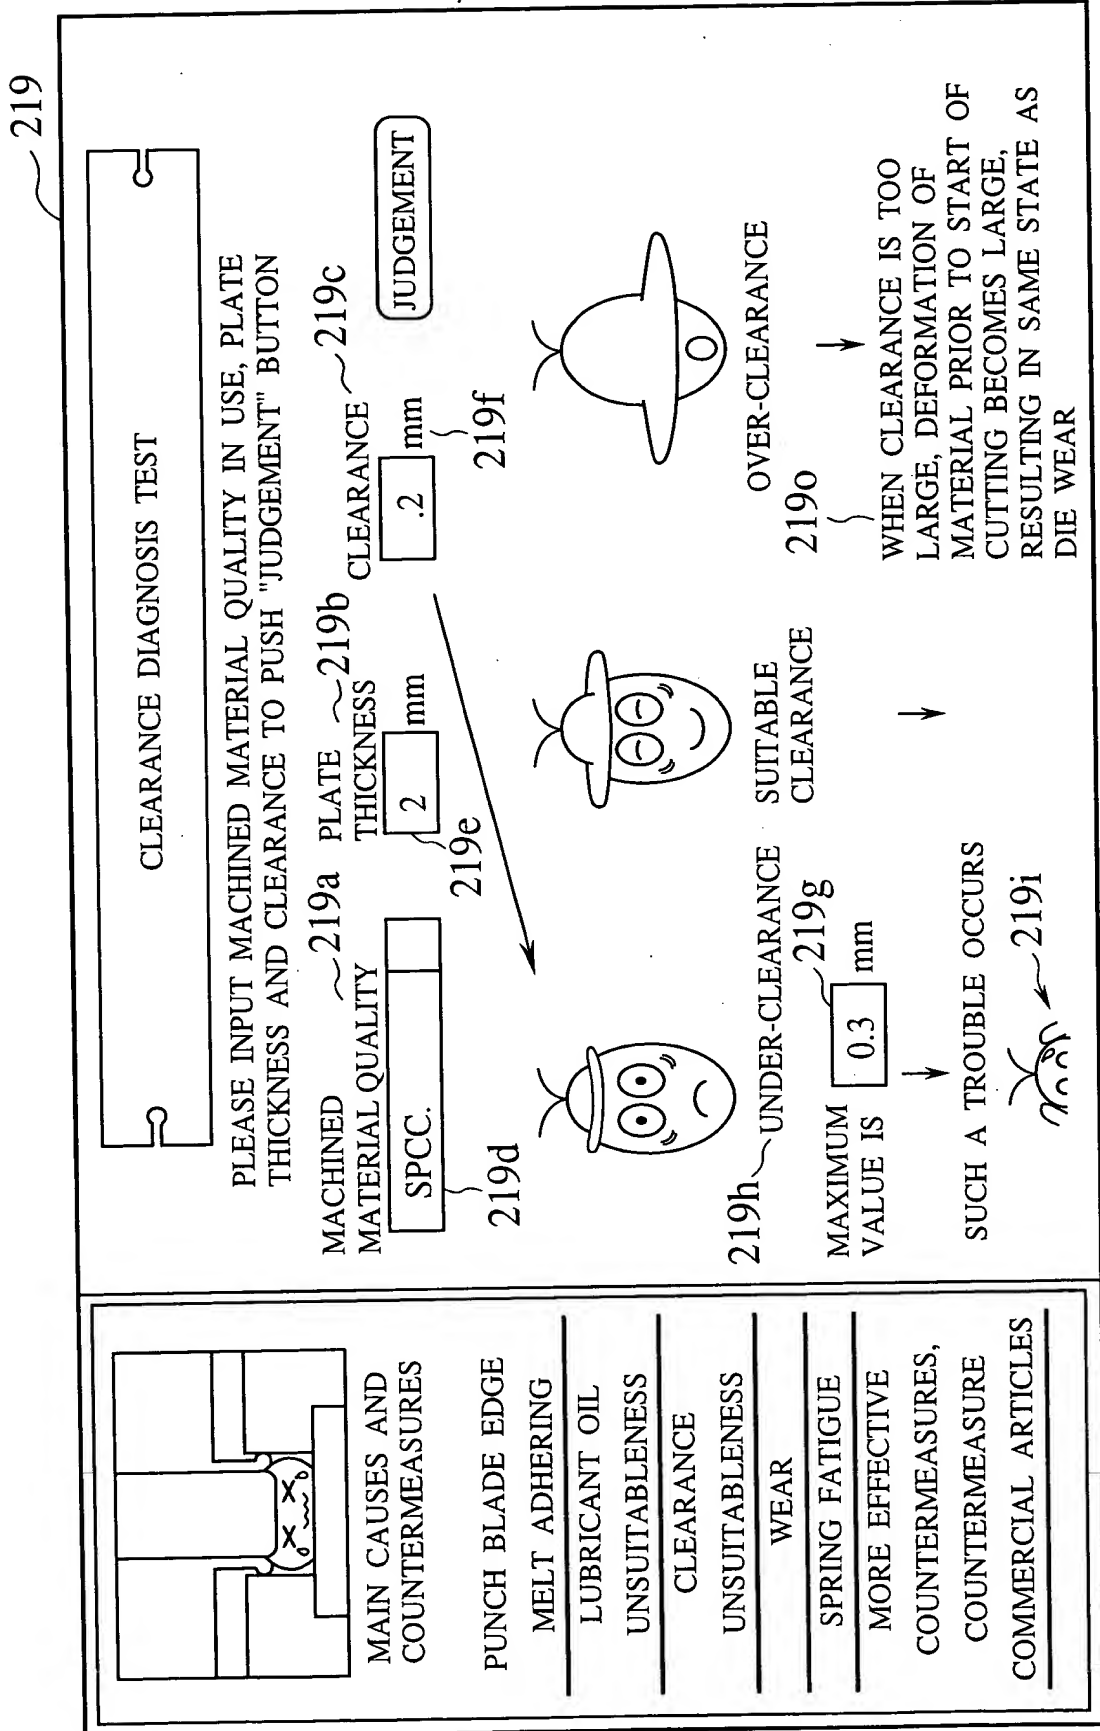 219
CLEARANCE DIAGNOSIS TEST
PLEASE INPUT MACHINED MATERIAL QUALITY IN USE, PLATE
THICKNESS AND CLEARANCE TO PUSH "JUDGEMENT" BUTTON
MACHINED
MATERIAL QUALITY
219a
SPCC.
219d
PLATE
THICKNESS
219b
2
mm
219e
CLEARANCE
219c
.2
mm
219f
JUDGEMENT
219h
UNDER-CLEARANCE
MAXIMUM
VALUE IS
219g
0.3
mm
SUCH A TROUBLE OCCURS
219i
SUITABLE
CLEARANCE
OVER-CLEARANCE
219o
WHEN CLEARANCE IS TOO
LARGE, DEFORMATION OF
MATERIAL PRIOR TO START OF
CUTTING BECOMES LARGE,
RESULTING IN SAME STATE AS
DIE WEAR
MAIN CAUSES AND
COUNTERMEASURES
PUNCH BLADE EDGE
MELT ADHERING
LUBRICANT OIL
UNSUITABLENESS
CLEARANCE
UNSUITABLENESS
WEAR
SPRING FATIGUE
MORE EFFECTIVE
COUNTERMEASURES,
COUNTERMEASURE
COMMERCIAL ARTICLES